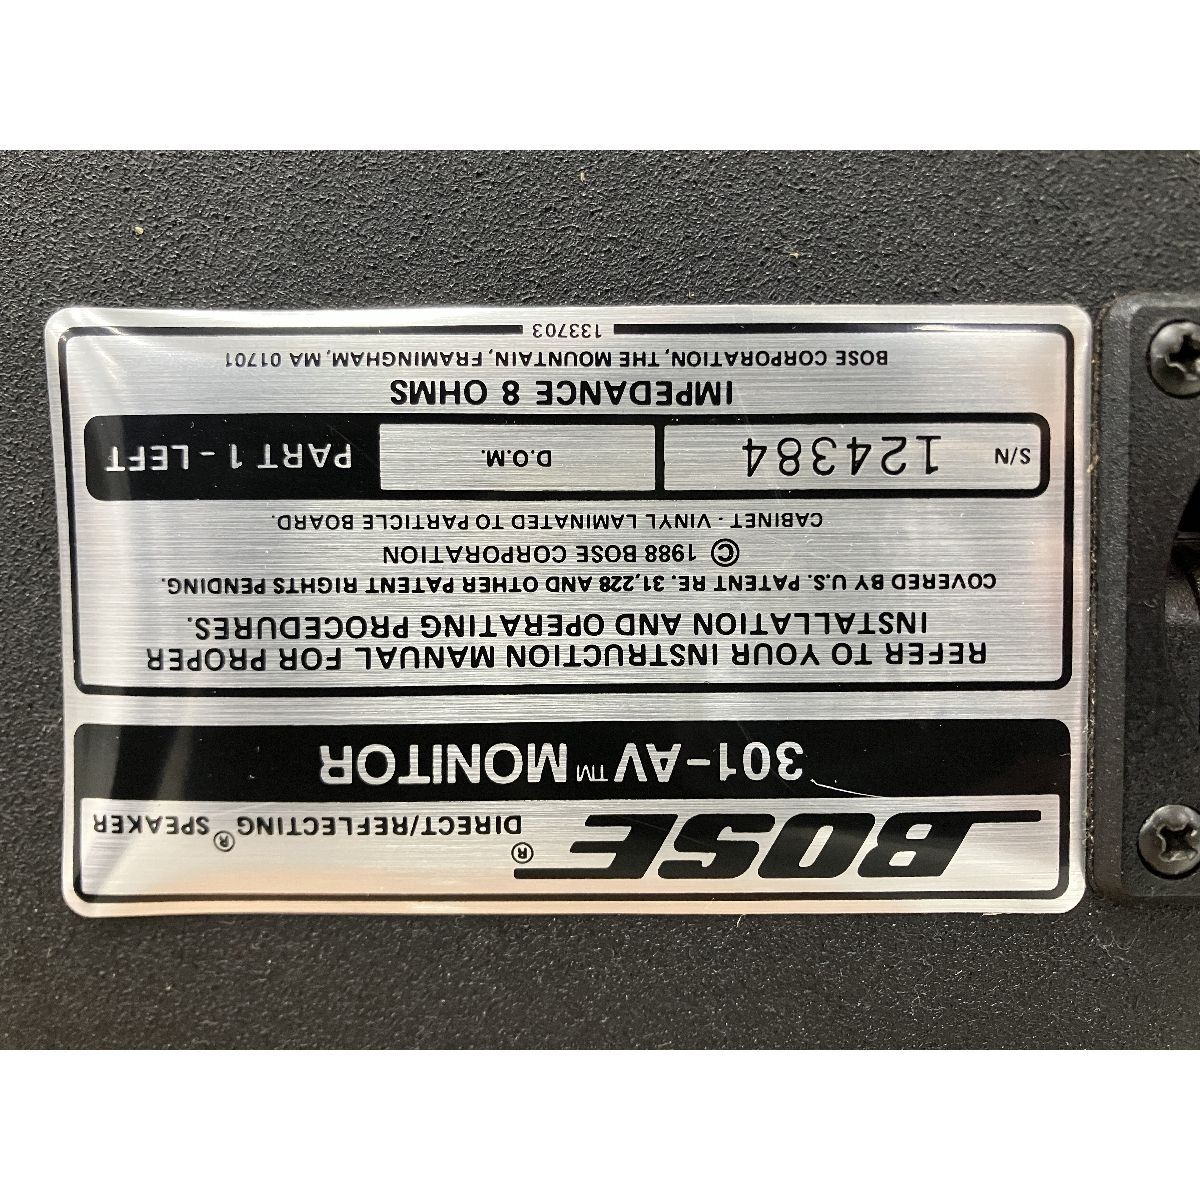 BOSE® DIRECT/REFLECTING® SPEAKER
301-AV™ MONITOR
REFER TO YOUR INSTRUCTION MANUAL FOR PROPER
INSTALLATION AND OPERATING PROCEDURES.
COVERED BY U.S. PATENT RE. 31,228 AND OTHER PATENT RIGHTS PENDING.
© 1988 BOSE CORPORATION
CABINET - VINYL LAMINATED TO PARTICLE BOARD.
S/N 124384 D.O.M. PART 1 - LEFT
IMPEDANCE 8 OHMS
BOSE CORPORATION, THE MOUNTAIN, FRAMINGHAM, MA 01701
133703